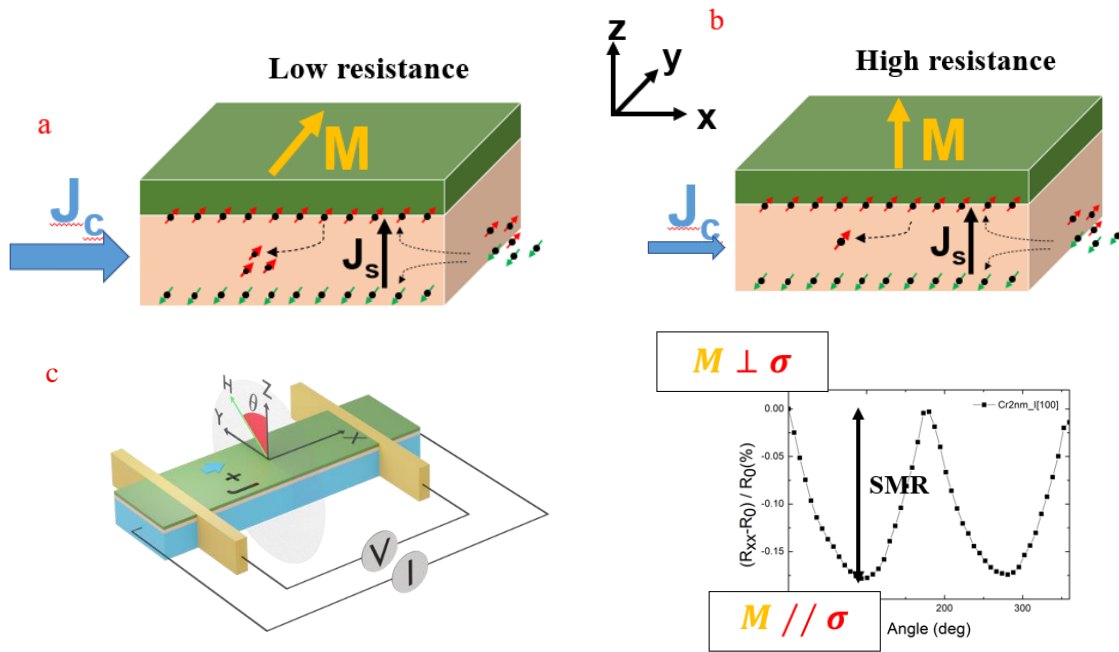 Low resistance
a
M
Jc
Js
z
y
x
b
High resistance
M
Jc
Js
c
H
θ
Z
Y
X
J+
V
I
M ⊥ σ
Cr2nm_I[100]
(Rxx-R0) / R0(%)
0.00
-0.05
-0.10
-0.15
SMR
M // σ
200
300
Angle (deg)